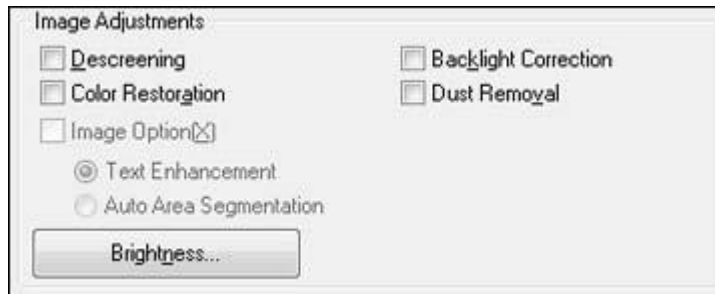 Image Adjustments
Descreening
Backlight Correction
Color Restoration
Dust Removal
Image Option(X)
Text Enhancement
Auto Area Segmentation
Brightness...